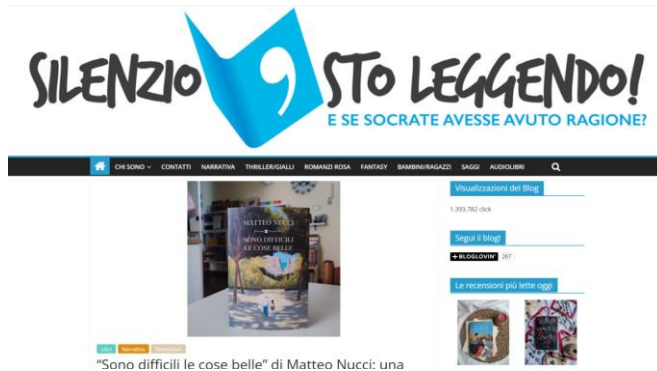 SILENZIO, STO LEGGENDO!
E SE SOCRATE AVESSE AVUTO RAGIONE?
CHI SONO CONTATTI NARRATIVA THRILLER/GIALLI ROMANZI ROSA FANTASY BAMBINI/RAGAZZI SAGGI AUDIOLIBRI
Visualizzazioni del Blog
1.393.782 click
MATTEO NUCCI
SONO DIFFICILI
LE COSE BELLE
Segui il blog!
+ BLOGLOVIN' 267
Le recensioni più lette oggi
Libri Narrativa Recensioni
"Sono difficili le cose belle" di Matteo Nucci: una